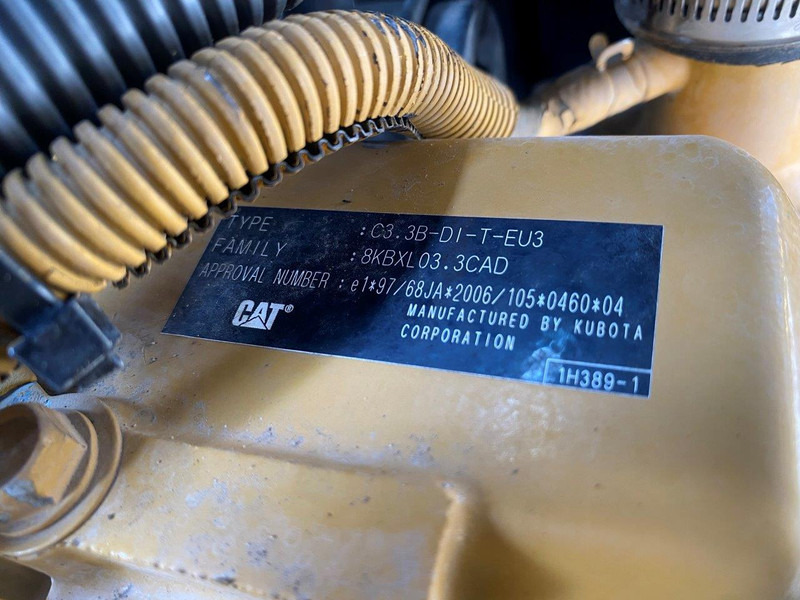 TYPE : C3.3B-DI-T-EU3
FAMILY : 8KBXL03.3CAD
APPROVAL NUMBER : e1*97/68JA*2006/105*0460*04
CAT®
MANUFACTURED BY KUBOTA
CORPORATION
1H389-1